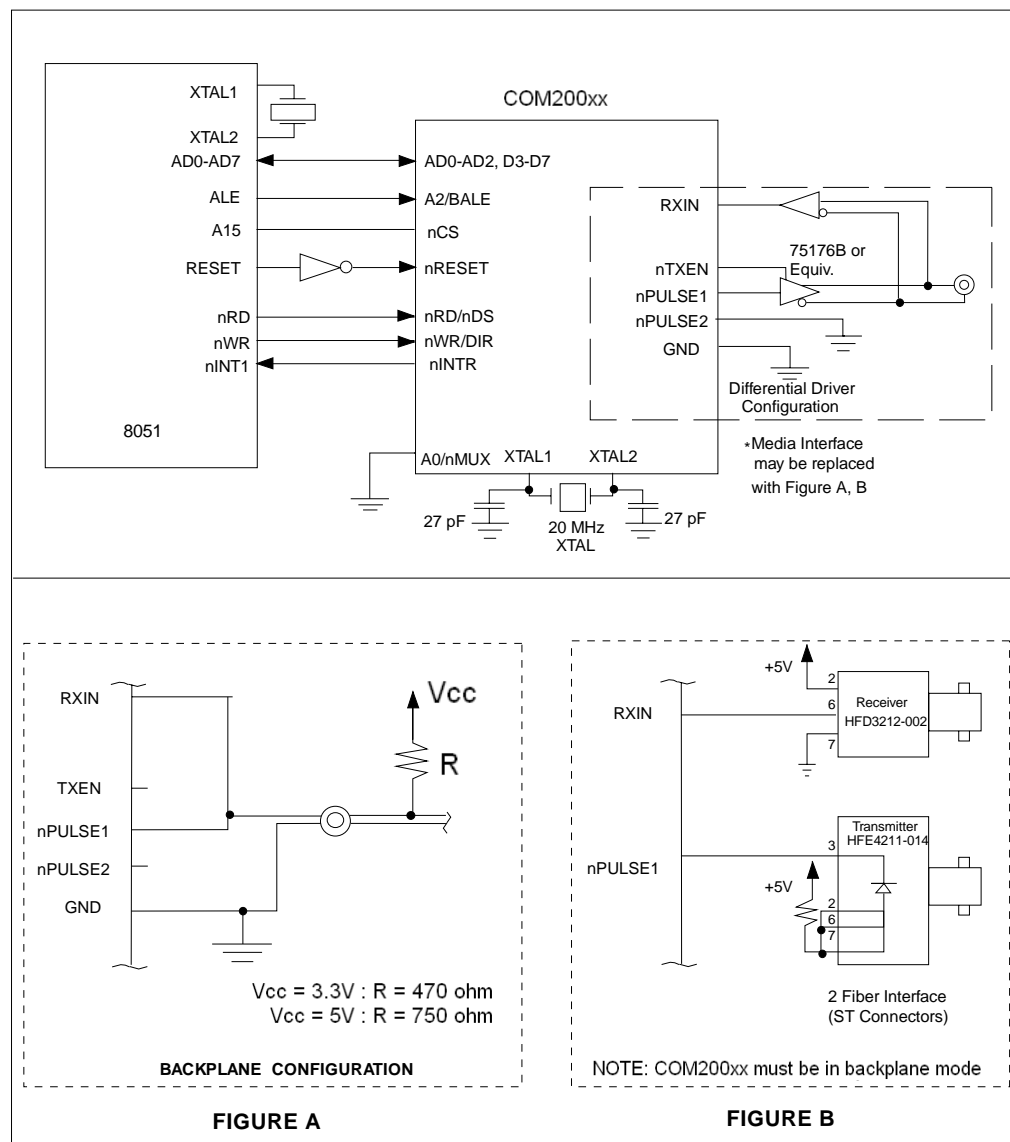 COM200xx
XTAL1
XTAL2
AD0-AD7
ALE
A15
RESET
nRD
nWR
nINT1
8051
AD0-AD2, D3-D7
A2/BALE
nCS
nRESET
nRD/nDS
nWR/DIR
nINTR
A0/nMUX
XTAL1
XTAL2
RXIN
nTXEN
nPULSE1
nPULSE2
GND
75176B or
Equiv.
Differential Driver
Configuration
*Media Interface
may be replaced
with Figure A, B
27 pF
20 MHz
XTAL
27 pF
RXIN
TXEN
nPULSE1
nPULSE2
GND
Vcc
R
Vcc = 3.3V : R = 470 ohm
Vcc = 5V : R = 750 ohm
BACKPLANE CONFIGURATION
FIGURE A
RXIN
nPULSE1
+5V
2
6
7
Receiver
HFD3212-002
Transmitter
HFE4211-014
3
+5V
2
6
7
2 Fiber Interface
(ST Connectors)
NOTE: COM200xx must be in backplane mode
FIGURE B